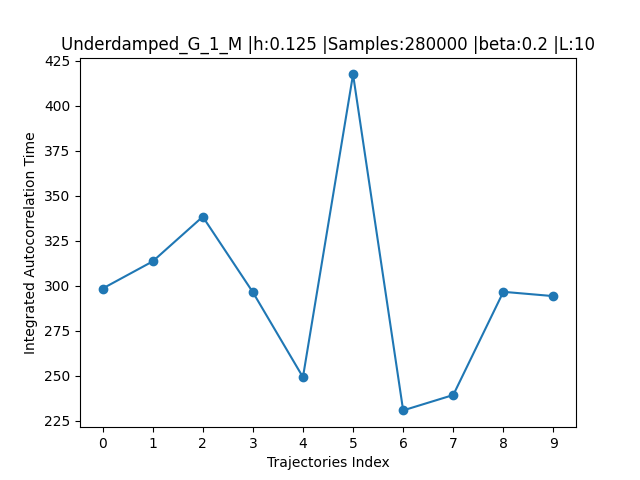 Underdamped_G_1_M |h:0.125 |Samples:280000 |beta:0.2 |L:10
425
400
375
350
325
300
275
250
225
Integrated Autocorrelation Time
0 1 2 3 4 5 6 7 8 9
Trajectories Index